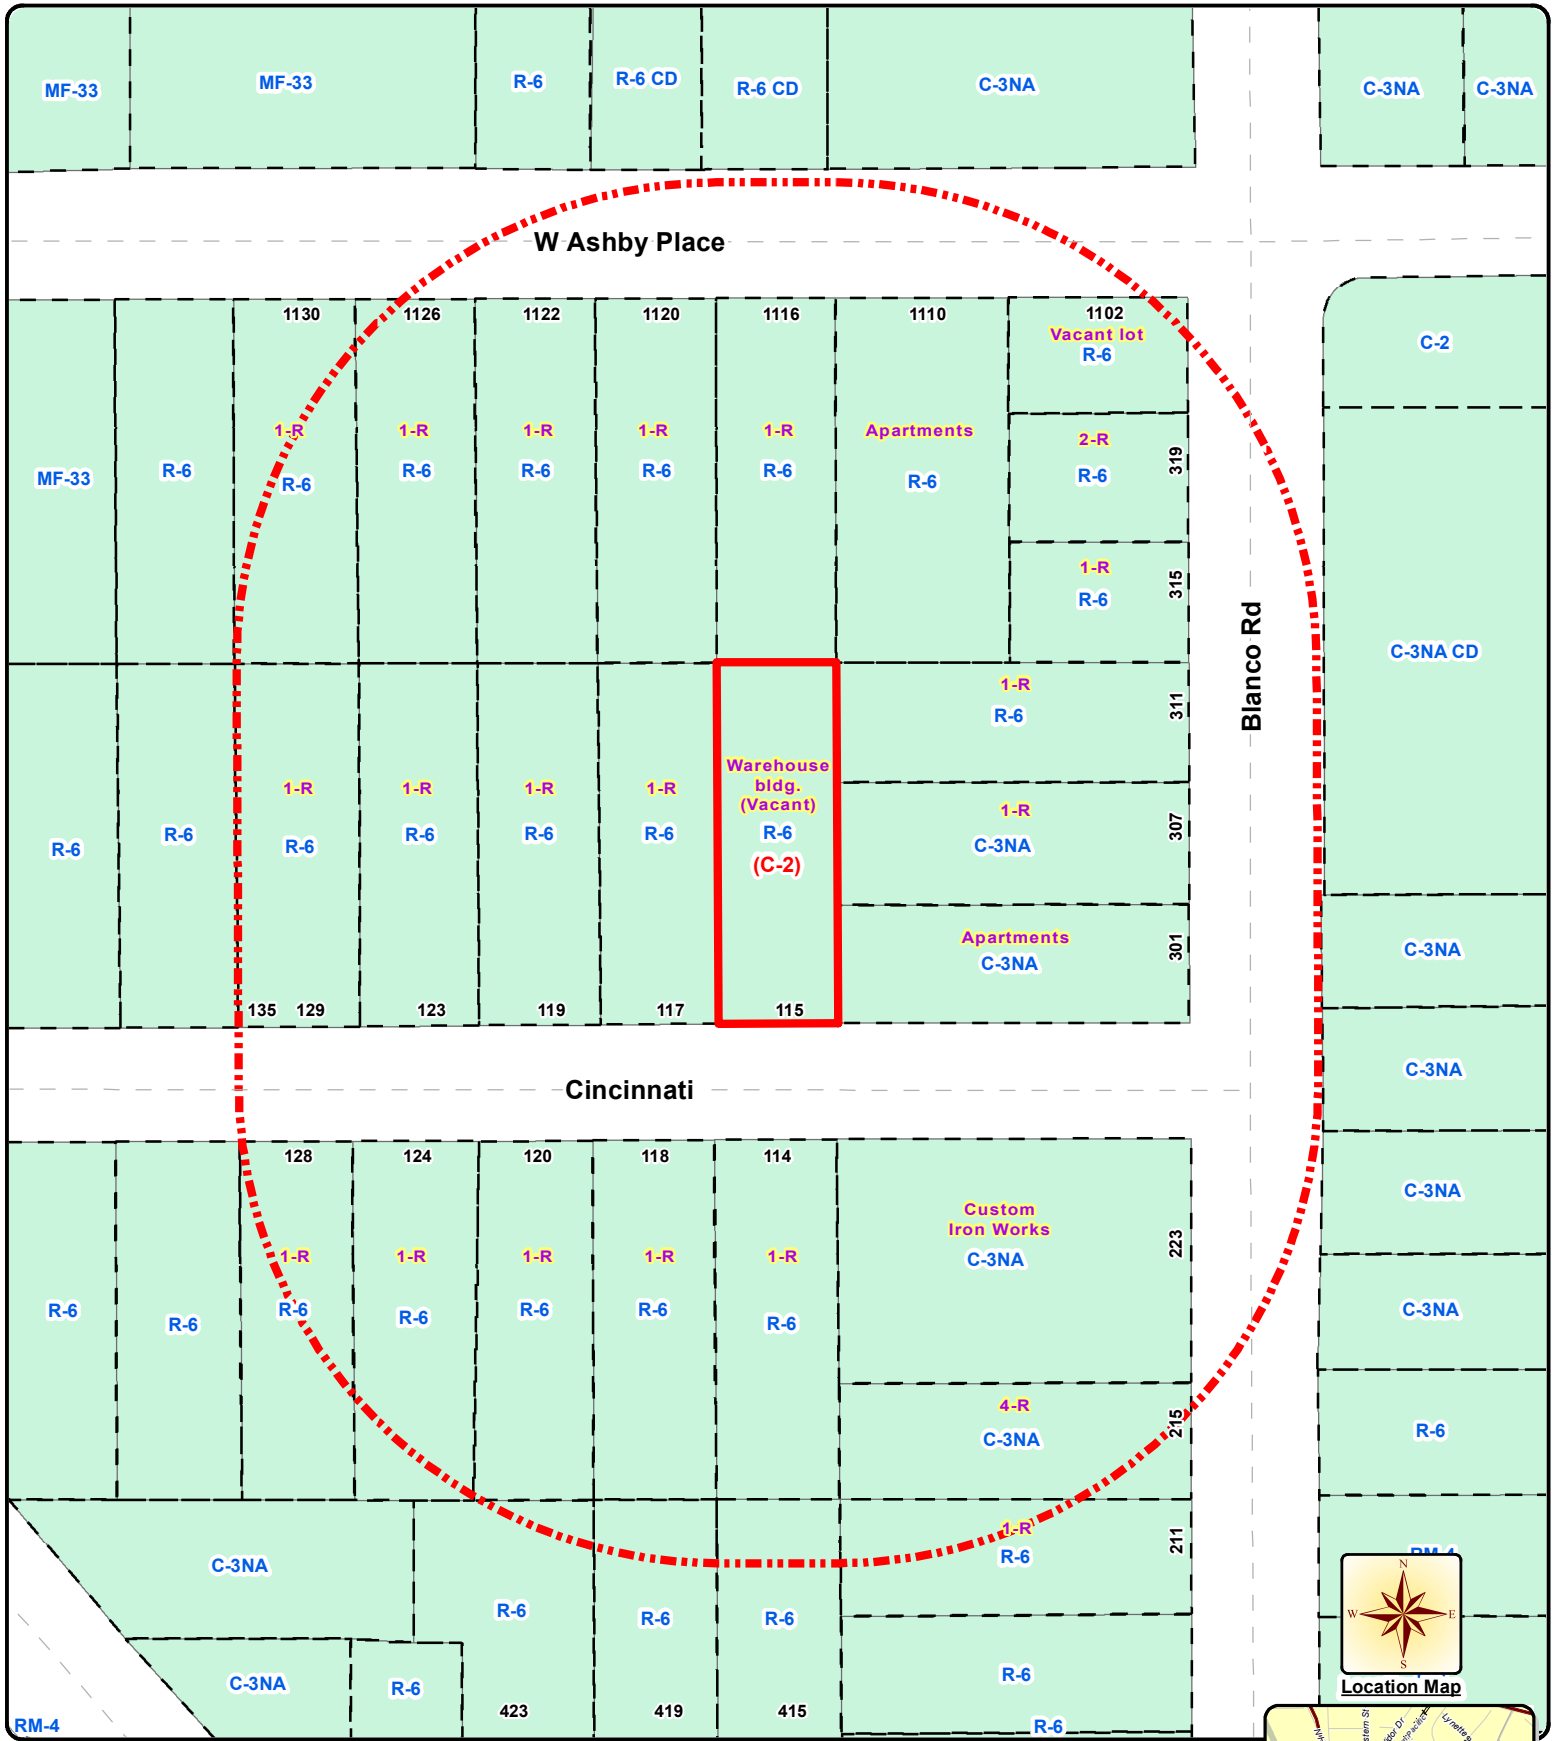 MF-33
MF-33
R-6
R-6 CD
R-6 CD
C-3NA
C-3NA
C-3NA
W Ashby Place
1130
1126
1122
1120
1116
1110
1102
Vacant lot
R-6
C-2
1-R
1-R
1-R
1-R
1-R
Apartments
2-R
319
MF-33
R-6
R-6
R-6
R-6
R-6
R-6
R-6
R-6
1-R
315
R-6
Blanco Rd
C-3NA CD
1-R
311
R-6
Warehouse
bldg.
(Vacant)
R-6
(C-2)
1-R
1-R
1-R
1-R
1-R
307
R-6
R-6
R-6
R-6
R-6
R-6
C-3NA
Apartments
301
C-3NA
C-3NA
135
129
123
119
117
115
Cincinnati
C-3NA
128
124
120
118
114
C-3NA
Custom
Iron Works
C-3NA
223
1-R
1-R
1-R
1-R
1-R
R-6
R-6
R-6
R-6
R-6
R-6
R-6
C-3NA
4-R
215
C-3NA
R-6
1-R
211
R-6
RM-4
C-3NA
R-6
R-6
R-6
N
W
E
S
C-3NA
R-6
R-6
Location Map
423
419
415
RM-4
R-6
Lynette